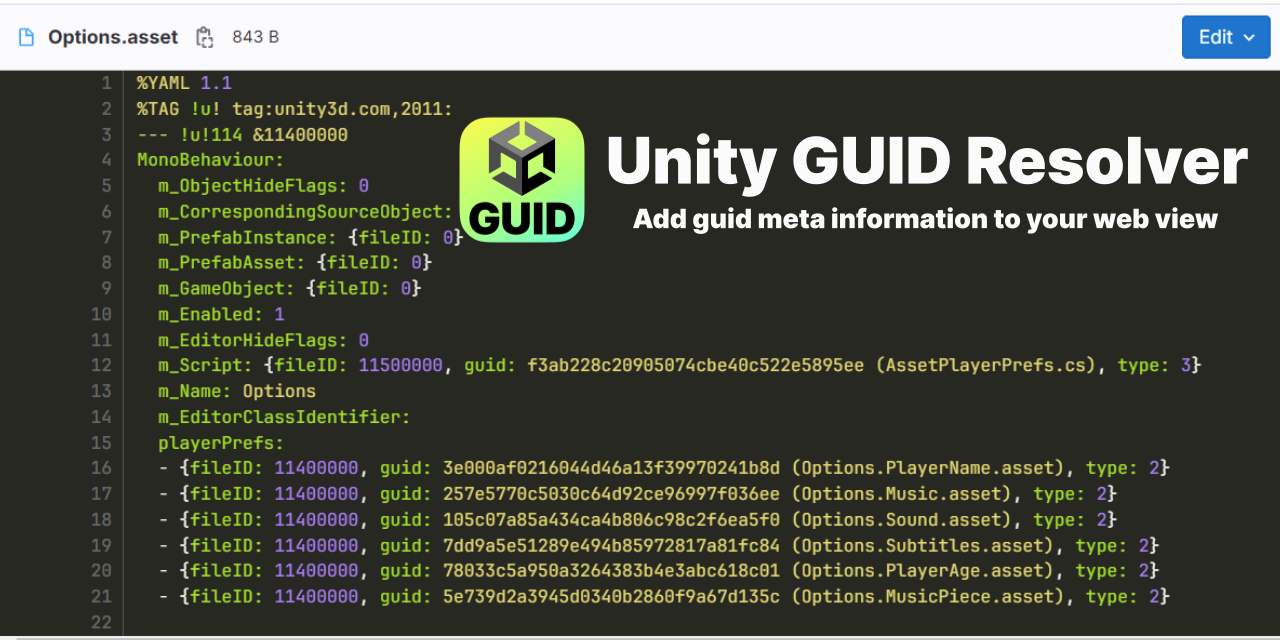 Options.asset 843 B
Edit
1 %YAML 1.1
2 %TAG !u! tag:unity3d.com,2011:
3 --- !u!114 &11400000
4 MonoBehaviour:
5 m_ObjectHideFlags: 0
6 m_CorrespondingSourceObject:
7 m_PrefabInstance: {fileID: 0}
8 m_PrefabAsset: {fileID: 0}
9 m_GameObject: {fileID: 0}
10 m_Enabled: 1
11 m_EditorHideFlags: 0
12 m_Script: {fileID: 11500000, guid: f3ab228c20905074cbe40c522e5895ee (AssetPlayerPrefs.cs), type: 3}
13 m_Name: Options
14 m_EditorClassIdentifier:
15 playerPrefs:
16 - {fileID: 11400000, guid: 3e000af0216044d46a13f39970241b8d (Options.PlayerName.asset), type: 2}
17 - {fileID: 11400000, guid: 257e5770c5030c64d92ce96997f036ee (Options.Music.asset), type: 2}
18 - {fileID: 11400000, guid: 105c07a85a434ca4b806c98c2f6ea5f0 (Options.Sound.asset), type: 2}
19 - {fileID: 11400000, guid: 7dd9a5e51289e494b85972817a81fc84 (Options.Subtitles.asset), type: 2}
20 - {fileID: 11400000, guid: 78033c5a950a3264383b4e3abc618c01 (Options.PlayerAge.asset), type: 2}
21 - {fileID: 11400000, guid: 5e739d2a3945d0340b2860f9a67d135c (Options.MusicPiece.asset), type: 2}
22
GUID
Unity GUID Resolver
Add guid meta information to your web view